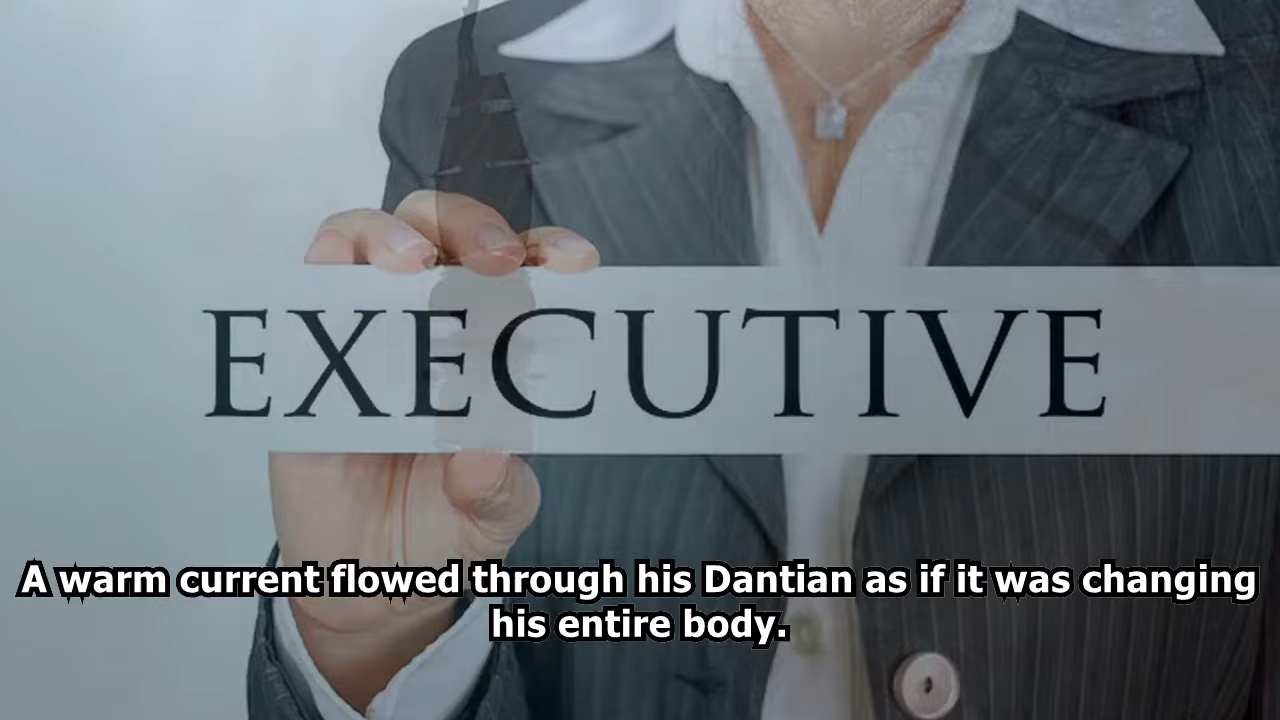 EXECUTIVE
A warm current flowed through his Dantian as if it was changing
his entire body.